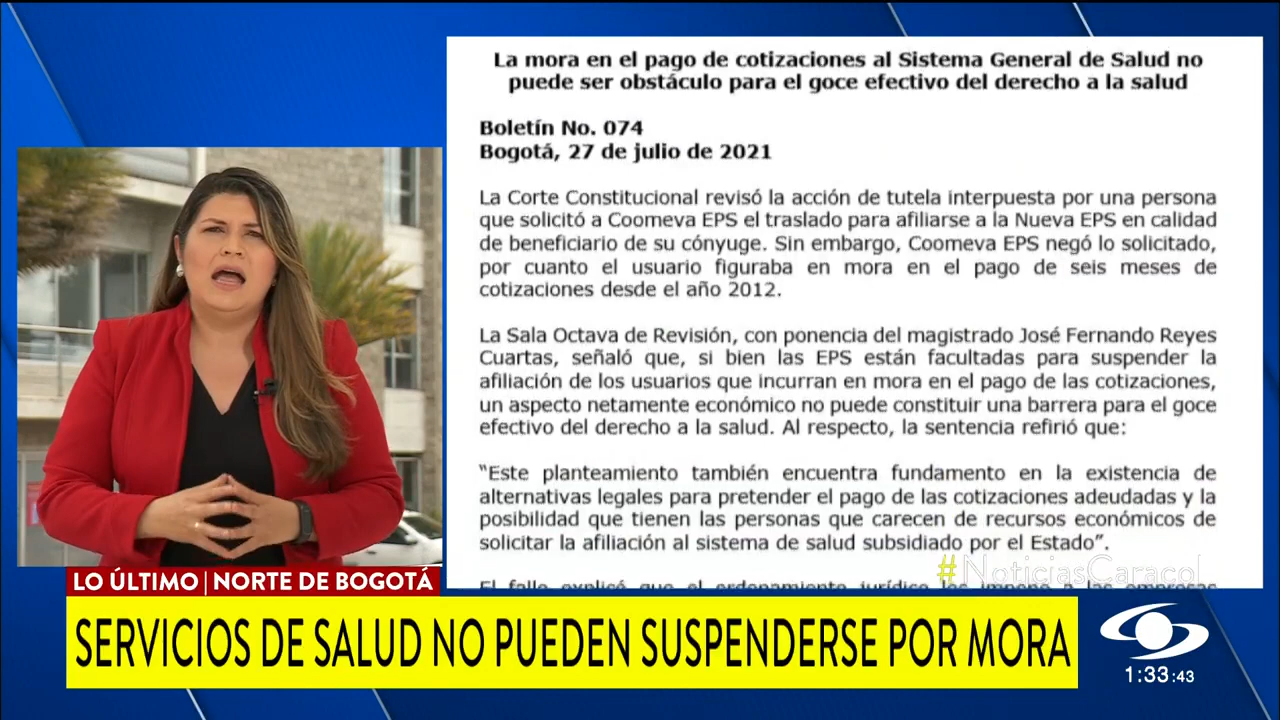 La mora en el pago de cotizaciones al Sistema General de Salud no
puede ser obstáculo para el goce efectivo del derecho a la salud
Boletín No. 074
Bogotá, 27 de julio de 2021
La Corte Constitucional revisó la acción de tutela interpuesta por una persona
que solicitó a Coomeva EPS el traslado para afiliarse a la Nueva EPS en calidad
de beneficiario de su cónyuge. Sin embargo, Coomeva EPS negó lo solicitado,
por cuanto el usuario figuraba en mora en el pago de seis meses de
cotizaciones desde el año 2012.
La Sala Octava de Revisión, con ponencia del magistrado José Fernando Reyes
Cuartas, señaló que, si bien las EPS están facultadas para suspender la
afiliación de los usuarios que incurran en mora en el pago de las cotizaciones,
un aspecto netamente económico no puede constituir una barrera para el goce
efectivo del derecho a la salud. Al respecto, la sentencia refirió que:
“Este planteamiento también encuentra fundamento en la existencia de
alternativas legales para pretender el pago de las cotizaciones adeudadas y la
posibilidad que tienen las personas que carecen de recursos económicos de
solicitar la afiliación al sistema de salud subsidiado por el Estado”.
El fallo explicó que el ordenamiento jurídico
#NoticiasCaracol
LO ÚLTIMO | NORTE DE BOGOTÁ
SERVICIOS DE SALUD NO PUEDEN SUSPENDERSE POR MORA
1:33:43